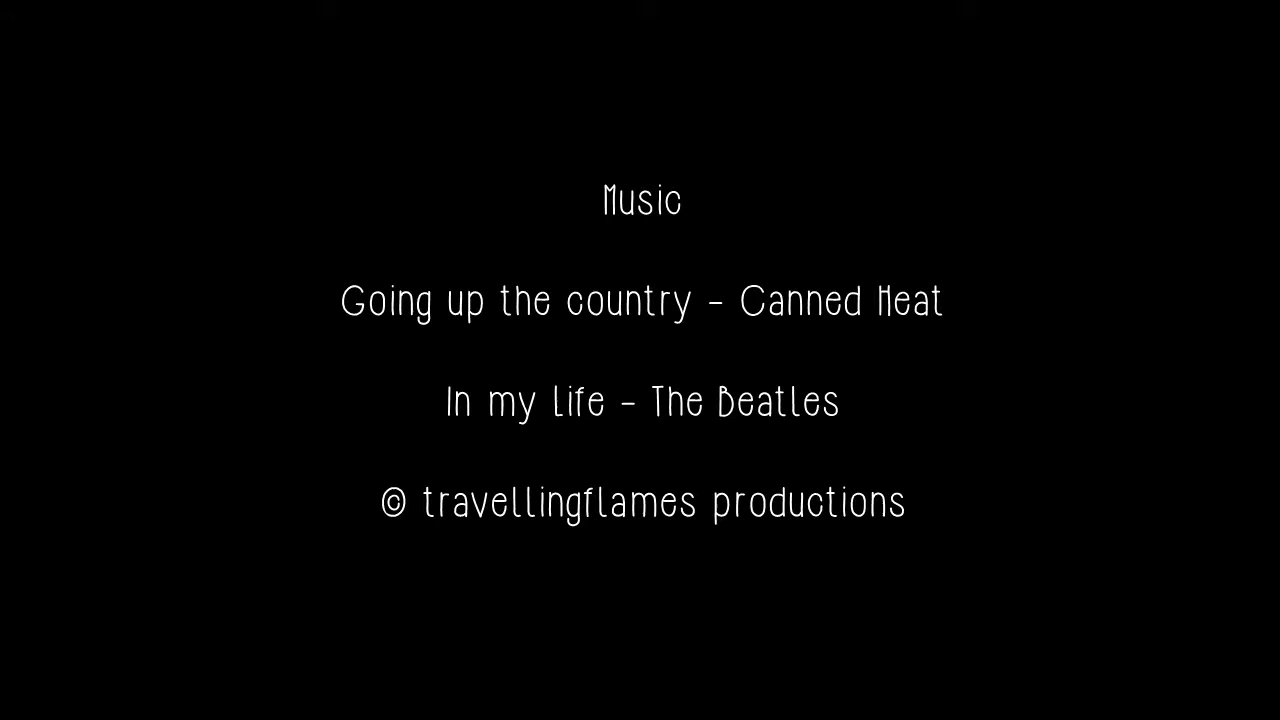 Music
Going up the country - Canned Heat
In my Life - The Beatles
© travellingflames productions